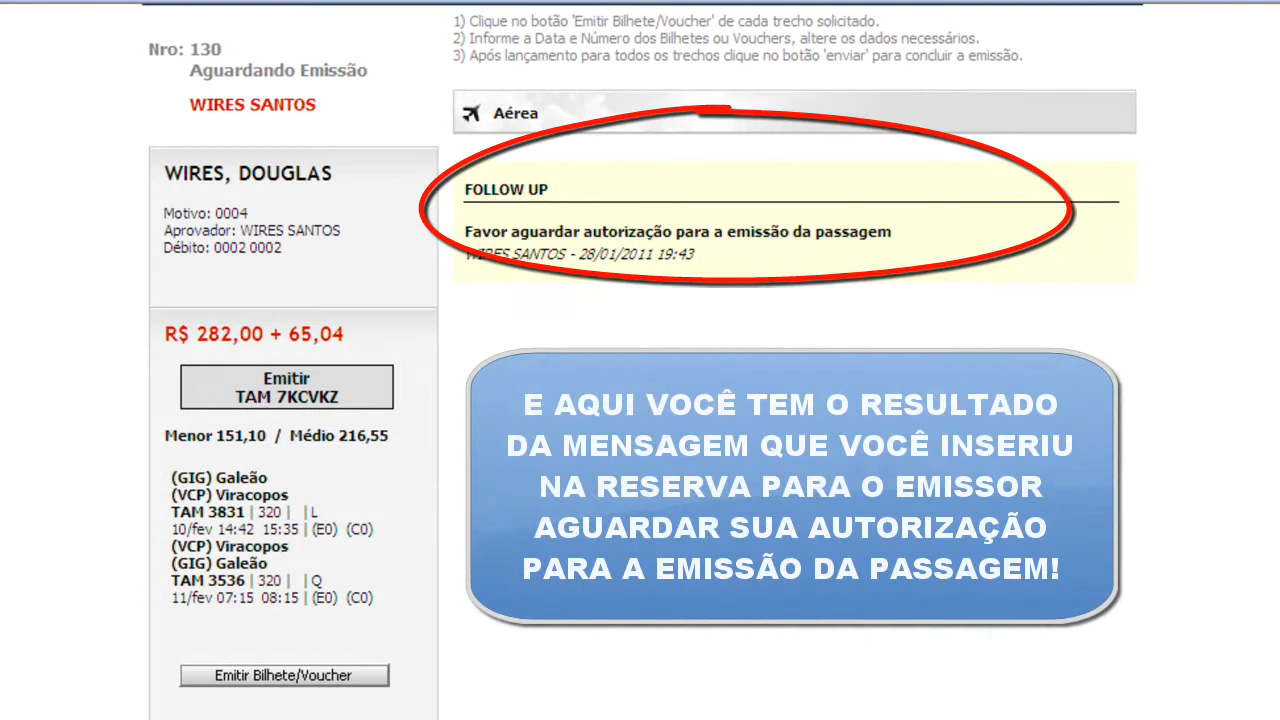 1) Clique no botão 'Emitir Bilhete/Voucher' de cada trecho solicitado.
2) Informe a Data e Número dos Bilhetes ou Vouchers, altere os dados necessários.
3) Após lançamento para todos os trechos clique no botão 'enviar' para concluir a emissão.
Nro: 130
Aguardando Emissão
WIRES SANTOS
Aérea
WIRES, DOUGLAS
Motivo: 0004
Aprovador: WIRES SANTOS
Débito: 0002 0002
FOLLOW UP
Favor aguardar autorização para a emissão da passagem
WIRES SANTOS - 28/01/2011 19:43
R$ 282,00 + 65,04
Emitir
TAM 7KCVKZ
Menor 151,10 / Médio 216,55
(GIG) Galeão
(VCP) Viracopos
TAM 3831 | 320 | | L
10/fev 14:42 15:35 | (E0) (C0)
(VCP) Viracopos
(GIG) Galeão
TAM 3536 | 320 | | Q
11/fev 07:15 08:15 | (E0) (C0)
Emitir Bilhete/Voucher
E AQUI VOCÊ TEM O RESULTADO
DA MENSAGEM QUE VOCÊ INSERIU
NA RESERVA PARA O EMISSOR
AGUARDAR SUA AUTORIZAÇÃO
PARA A EMISSÃO DA PASSAGEM!